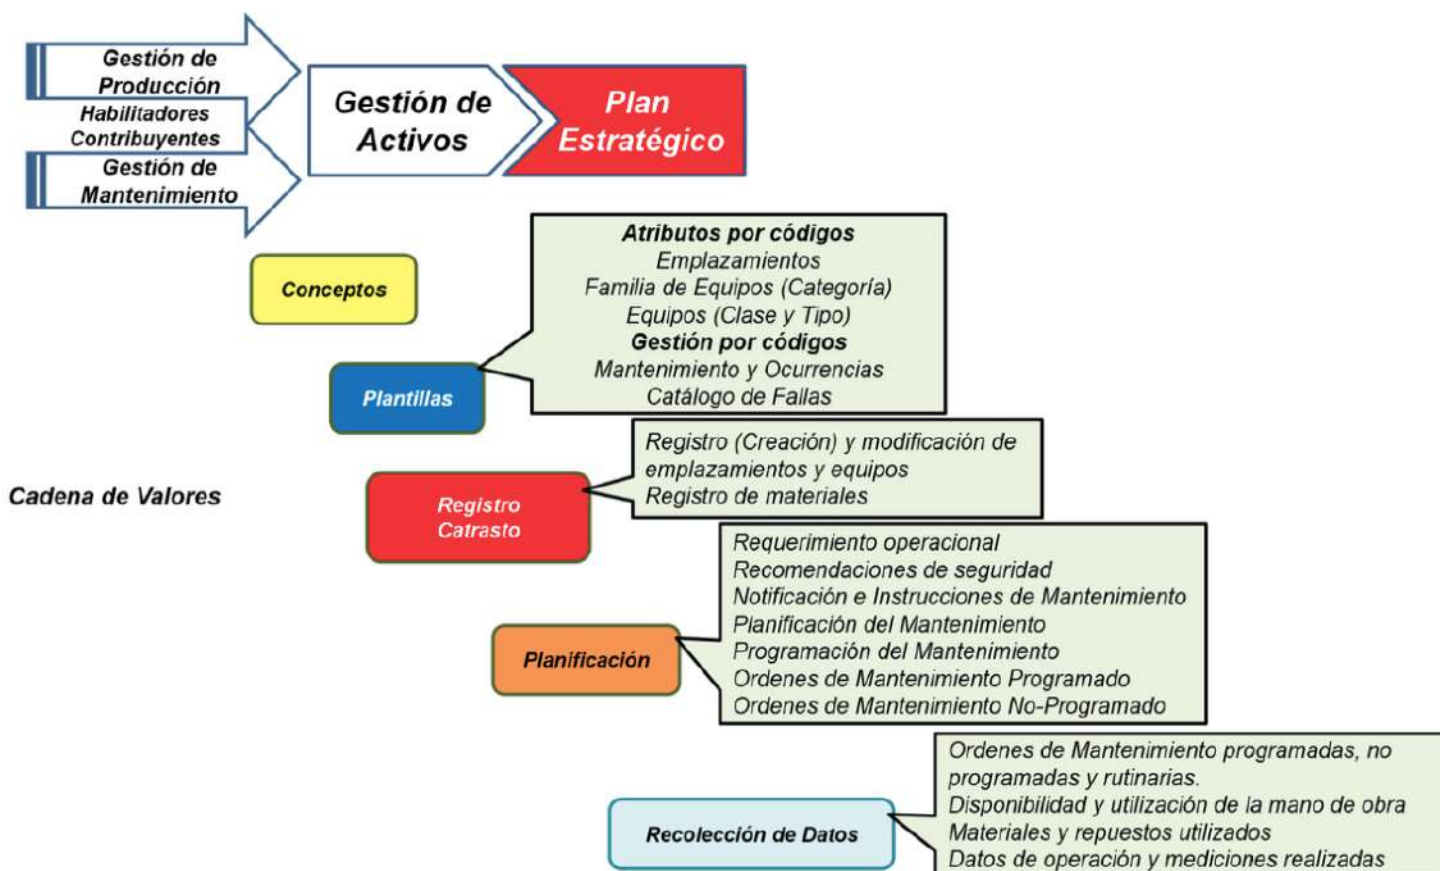 Gestión de
Producción
Habilitadores
Contribuyentes
Gestión de
Mantenimiento
Gestión de
Activos
Plan
Estratégico
Conceptos
Atributos por códigos
Emplazamientos
Familia de Equipos (Categoría)
Equipos (Clase y Tipo)
Gestión por códigos
Mantenimiento y Ocurrencias
Catálogo de Fallas
Plantillas
Registro (Creación) y modificación de
emplazamientos y equipos
Registro de materiales
Cadena de Valores
Registro
Catrasto
Requerimiento operacional
Recomendaciones de seguridad
Notificación e Instrucciones de Mantenimiento
Planificación del Mantenimiento
Programación del Mantenimiento
Ordenes de Mantenimiento Programado
Ordenes de Mantenimiento No-Programado
Planificación
Ordenes de Mantenimiento programadas, no
programadas y rutinarias.
Disponibilidad y utilización de la mano de obra
Materiales y repuestos utilizados
Datos de operación y mediciones realizadas
Recolección de Datos